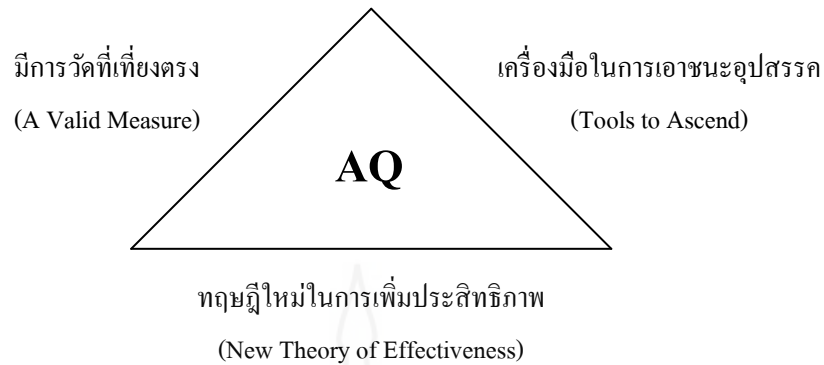 มีการวัดที่เที่ยงตรง
(A Valid Measure)
เครื่องมือในการเอาชนะอุปสรรค
(Tools to Ascend)
AQ
ทฤษฎีใหม่ในการเพิ่มประสิทธิภาพ
(New Theory of Effectiveness)